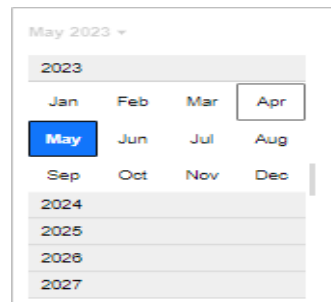 May 2023
2023
Jan Feb Mar Apr
May Jun Jul Aug
Sep Oct Nov Dec
2024
2025
2026
2027